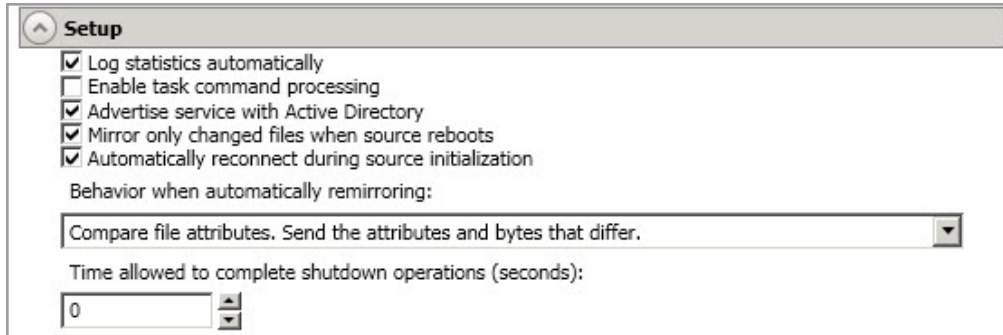 Setup
Log statistics automatically
Enable task command processing
Advertise service with Active Directory
Mirror only changed files when source reboots
Automatically reconnect during source initialization
Behavior when automatically remirroring:
Compare file attributes. Send the attributes and bytes that differ.
Time allowed to complete shutdown operations (seconds):
0